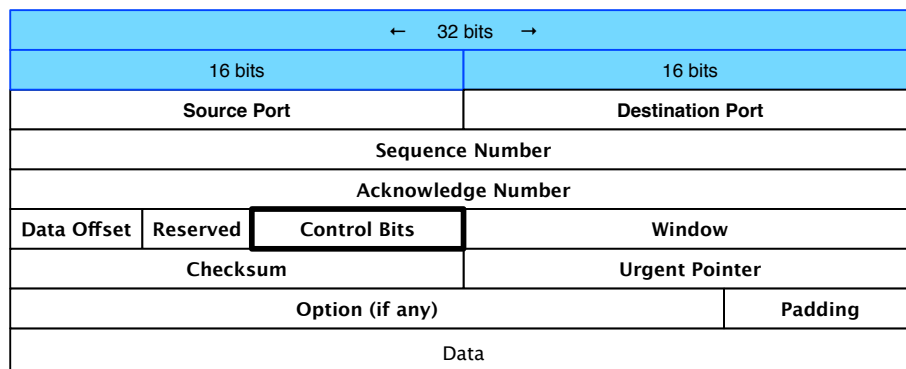 ← 32 bits →
16 bits 16 bits
Source Port Destination Port
Sequence Number
Acknowledge Number
Data Offset Reserved Control Bits Window
Checksum Urgent Pointer
Option (if any) Padding
Data